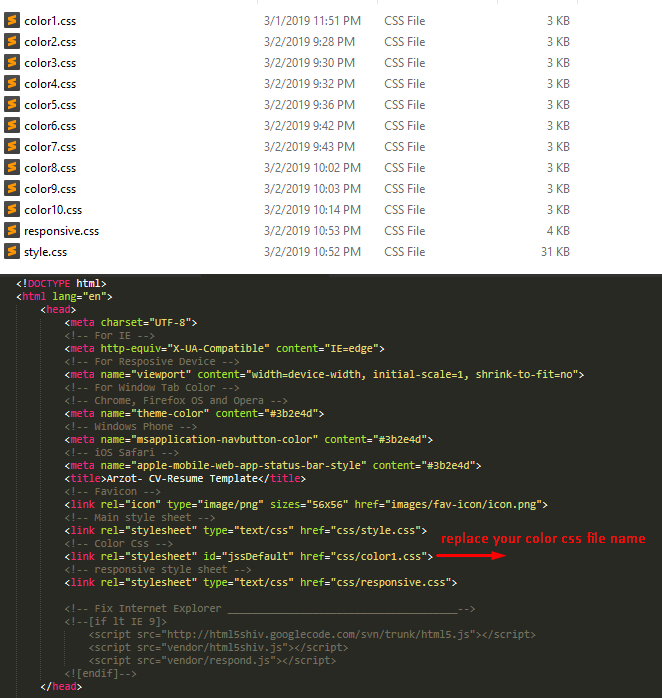 color1.css 3/1/2019 11:51 PM CSS File 3 KB
color2.css 3/2/2019 9:28 PM CSS File 3 KB
color3.css 3/2/2019 9:30 PM CSS File 3 KB
color4.css 3/2/2019 9:32 PM CSS File 3 KB
color5.css 3/2/2019 9:36 PM CSS File 3 KB
color6.css 3/2/2019 9:42 PM CSS File 3 KB
color7.css 3/2/2019 9:43 PM CSS File 3 KB
color8.css 3/2/2019 10:02 PM CSS File 3 KB
color9.css 3/2/2019 10:03 PM CSS File 3 KB
color10.css 3/2/2019 10:14 PM CSS File 3 KB
responsive.css 3/2/2019 10:53 PM CSS File 4 KB
style.css 3/2/2019 10:52 PM CSS File 31 KB
<!DOCTYPE html>
<html lang="en">
<head>
<meta charset="UTF-8">
<!-- For IE -->
<meta http-equiv="X-UA-Compatible" content="IE=edge">
<!-- For Resposive Device -->
<meta name="viewport" content="width=device-width, initial-scale=1, shrink-to-fit=no">
<!-- For Window Tab Color -->
<!-- Chrome, Firefox OS and Opera -->
<meta name="theme-color" content="#3b2e4d">
<!-- Windows Phone -->
<meta name="msapplication-navbutton-color" content="#3b2e4d">
<!-- iOS Safari -->
<meta name="apple-mobile-web-app-status-bar-style" content="#3b2e4d">
<title>Arzot- CV-Resume Template</title>
<!-- Favicon -->
<link rel="icon" type="image/png" sizes="56x56" href="images/fav-icon/icon.png">
<!-- Main style sheet -->
<link rel="stylesheet" type="text/css" href="css/style.css">
<!-- Color Css -->
<link rel="stylesheet" id="jssDefault" href="css/color1.css"> replace your color css file name
<!-- responsive style sheet -->
<link rel="stylesheet" type="text/css" href="css/responsive.css">
<!-- Fix Internet Explorer ______________________________________-->
<!--[if lt IE 9]>
<script src="http://html5shiv.googlecode.com/svn/trunk/html5.js"></script>
<script src="vendor/html5shiv.js"></script>
<script src="vendor/respond.js"></script>
<![endif]-->
</head>